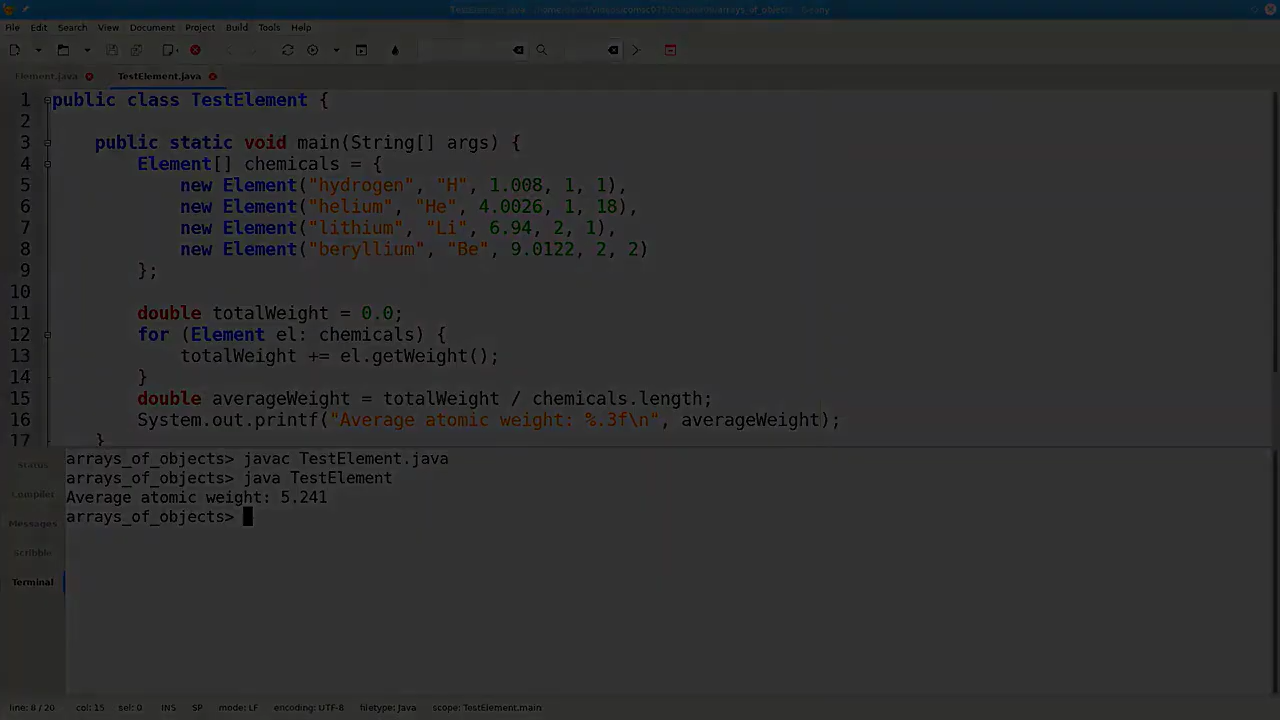 File Edit Search View Document Project Build Tools Help
Element.java TestElement.java
1 public class TestElement {
2
3 public static void main(String[] args) {
4 Element[] chemicals = {
5 new Element("hydrogen", "H", 1.008, 1, 1),
6 new Element("helium", "He", 4.0026, 1, 18),
7 new Element("lithium", "Li", 6.94, 2, 1),
8 new Element("beryllium", "Be", 9.0122, 2, 2)
9 };
10
11 double totalWeight = 0.0;
12 for (Element el: chemicals) {
13 totalWeight += el.getWeight();
14 }
15 double averageWeight = totalWeight / chemicals.length;
16 System.out.printf("Average atomic weight: %.3f\n", averageWeight);
17 }
Status
Compiler
Messages
Scribble
Terminal
arrays_of_objects> javac TestElement.java
arrays_of_objects> java TestElement
Average atomic weight: 5.241
arrays_of_objects>
line: 8 / 20 col: 15 sel: 0 INS SP mode: LF encoding: UTF-8 filetype: Java scope: TestElement.main